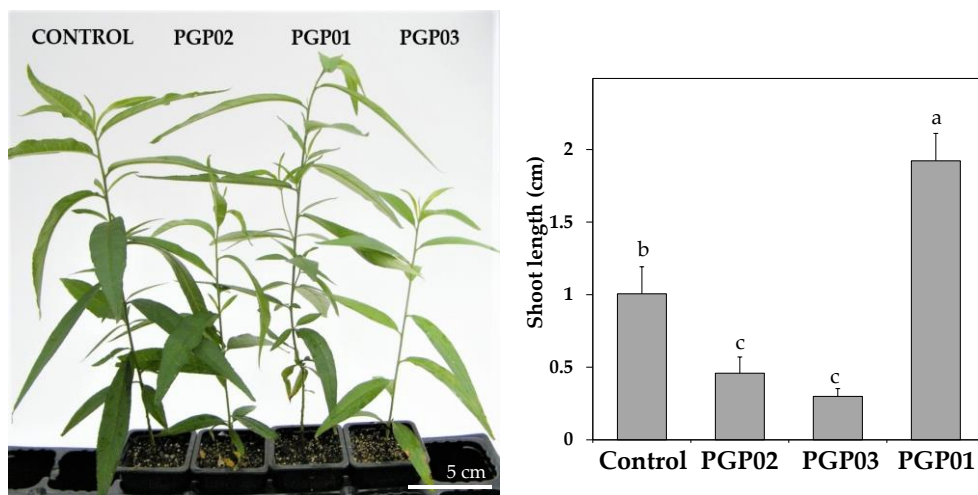 CONTROL PGP02 PGP01 PGP03
5 cm
Shoot length (cm)
2
1.5
1
0.5
0
b
c
c
a
Control PGP02 PGP03 PGP01